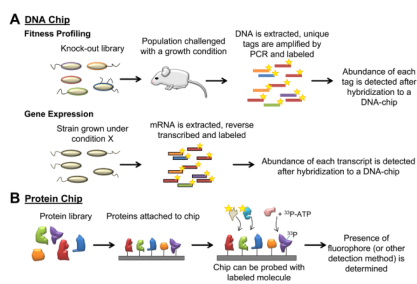 A DNA Chip
Fitness Profiling
Knock-out library
Population challenged
with a growth condition
DNA is extracted, unique
tags are amplified by
PCR and labeled
Abundance of each
tag is detected after
hybridization to a
DNA-chip
Gene Expression
Strain grown under
condition X
mRNA is extracted, reverse
transcribed and labeled
Abundance of each transcript is detected
after hybridization to a DNA-chip
B Protein Chip
Protein library
Proteins attached to chip
+ ³³P-ATP
³³P
Chip can be probed with
labeled molecule
Presence of
fluorophore (or other
detection method) is
determined